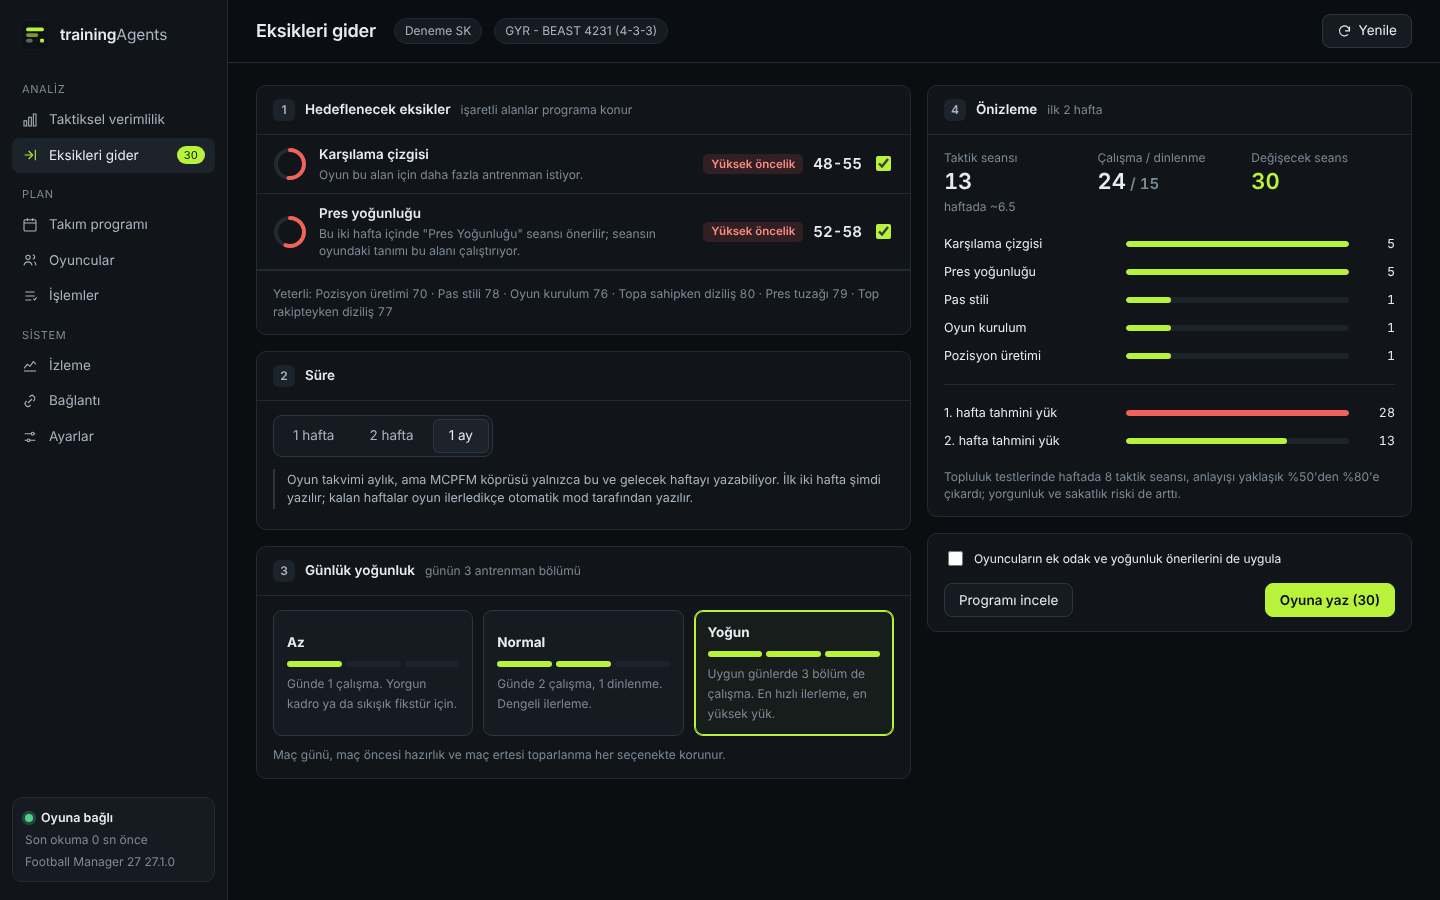 trainingAgents
ANALİZ
Taktiksel verimlilik
Eksikleri gider
30
PLAN
Takım programı
Oyuncular
İşlemler
SİSTEM
İzleme
Bağlantı
Ayarlar
Oyuna bağlı
Son okuma 0 sn önce
Football Manager 27 27.1.0
Eksikleri gider
Deneme SK
GYR - BEAST 4231 (4-3-3)
Yenile
1
Hedeflenecek eksikler
işaretli alanlar programa konur
Karşılama çizgisi
Oyun bu alan için daha fazla antrenman istiyor.
Yüksek öncelik
48-55
Pres yoğunluğu
Bu iki hafta içinde "Pres Yoğunluğu" seansı önerilir; seansın
oyundaki tanımı bu alanı çalıştırıyor.
Yüksek öncelik
52-58
Yeterli: Pozisyon üretimi 70 · Pas stili 78 · Oyun kurulum 76 · Topa sahipken diziliş 80 · Pres tuzağı 79 · Top
rakipteyken diziliş 77
2
Süre
1 hafta
2 hafta
1 ay
Oyun takvimi aylık, ama MCPFM köprüsü yalnızca bu ve gelecek haftayı yazabiliyor. İlk iki hafta şimdi
yazılır; kalan haftalar oyun ilerledikçe otomatik mod tarafından yazılır.
3
Günlük yoğunluk
günün 3 antrenman bölümü
Az
Günde 1 çalışma. Yorgun
kadro ya da sıkışık fikstür için.
Normal
Günde 2 çalışma, 1 dinlenme.
Dengeli ilerleme.
Yoğun
Uygun günlerde 3 bölüm de
çalışma. En hızlı ilerleme, en
yüksek yük.
Maç günü, maç öncesi hazırlık ve maç ertesi toparlanma her seçenekte korunur.
4
Önizleme
ilk 2 hafta
Taktik seansı
13
haftada ~6.5
Çalışma / dinlenme
24 / 15
Değişecek seans
30
Karşılama çizgisi
5
Pres yoğunluğu
5
Pas stili
1
Oyun kurulum
1
Pozisyon üretimi
1
1. hafta tahmini yük
28
2. hafta tahmini yük
13
Topluluk testlerinde haftada 8 taktik seansı, anlayışı yaklaşık %50'den %80'e
çıkardı; yorgunluk ve sakatlık riski de arttı.
Oyuncuların ek odak ve yoğunluk önerilerini de uygula
Programı incele
Oyuna yaz (30)